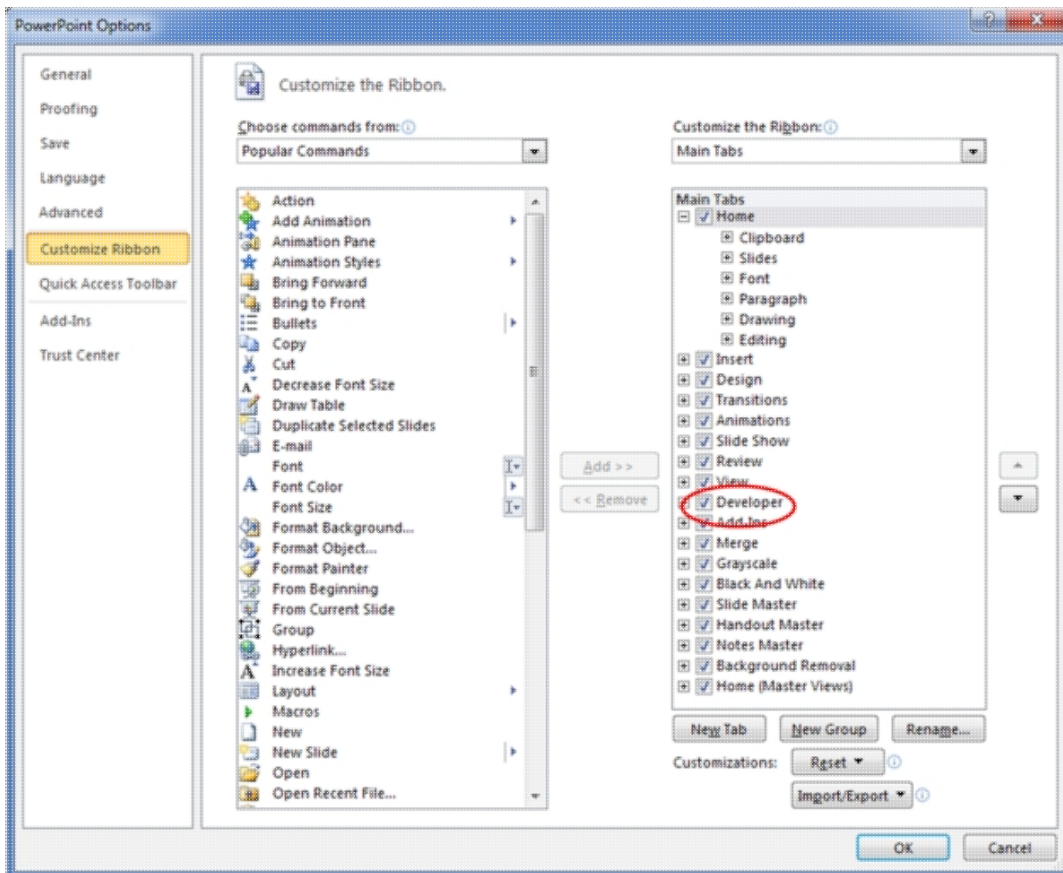 PowerPoint Options
General
Proofing
Save
Language
Advanced
Customize Ribbon
Quick Access Toolbar
Add-Ins
Trust Center
Customize the Ribbon.
Choose commands from:
Popular Commands
Action
Add Animation
Animation Pane
Animation Styles
Bring Forward
Bring to Front
Bullets
Copy
Cut
Decrease Font Size
Draw Table
Duplicate Selected Slides
E-mail
Font
Font Color
Font Size
Format Background...
Format Object...
Format Painter
From Beginning
From Current Slide
Group
Hyperlink...
Increase Font Size
Layout
Macros
New
New Slide
Open
Open Recent File...
Add >>
<< Remove
Customize the Ribbon:
Main Tabs
Main Tabs
Home
Clipboard
Slides
Font
Paragraph
Drawing
Editing
Insert
Design
Transitions
Animations
Slide Show
Review
View
Developer
Add-Ins
Merge
Grayscale
Black And White
Slide Master
Handout Master
Notes Master
Background Removal
Home (Master Views)
New Tab
New Group
Rename...
Customizations:
Reset
Import/Export
OK
Cancel